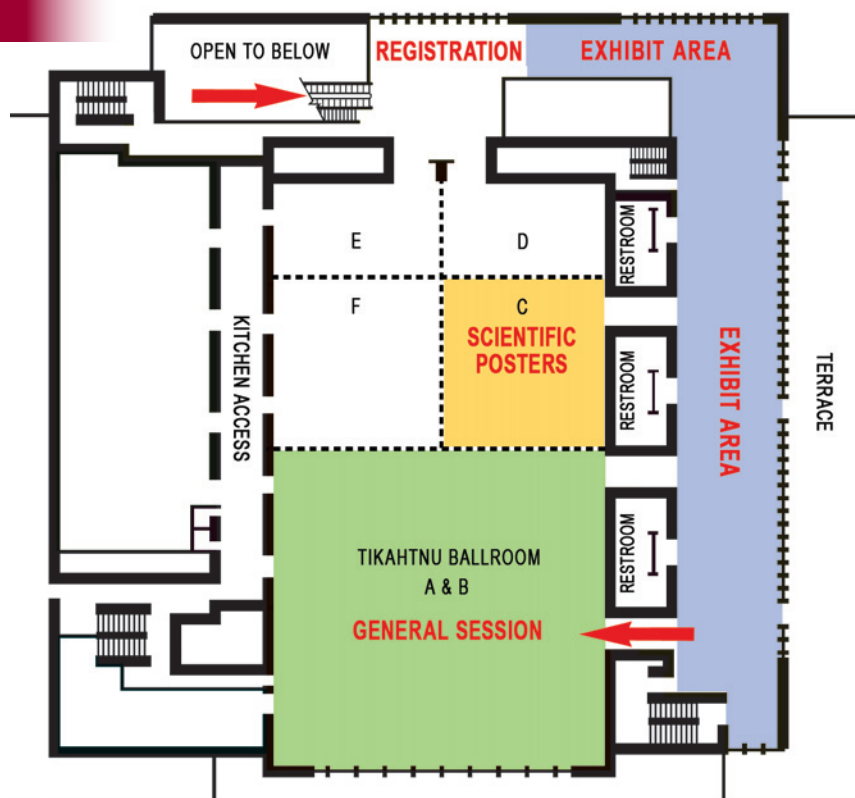 OPEN TO BELOW
REGISTRATION
EXHIBIT AREA
E
D
RESTROOM
F
C
SCIENTIFIC
POSTERS
KITCHEN ACCESS
RESTROOM
EXHIBIT AREA
TERRACE
RESTROOM
TIKAHTNU BALLROOM
A & B
GENERAL SESSION